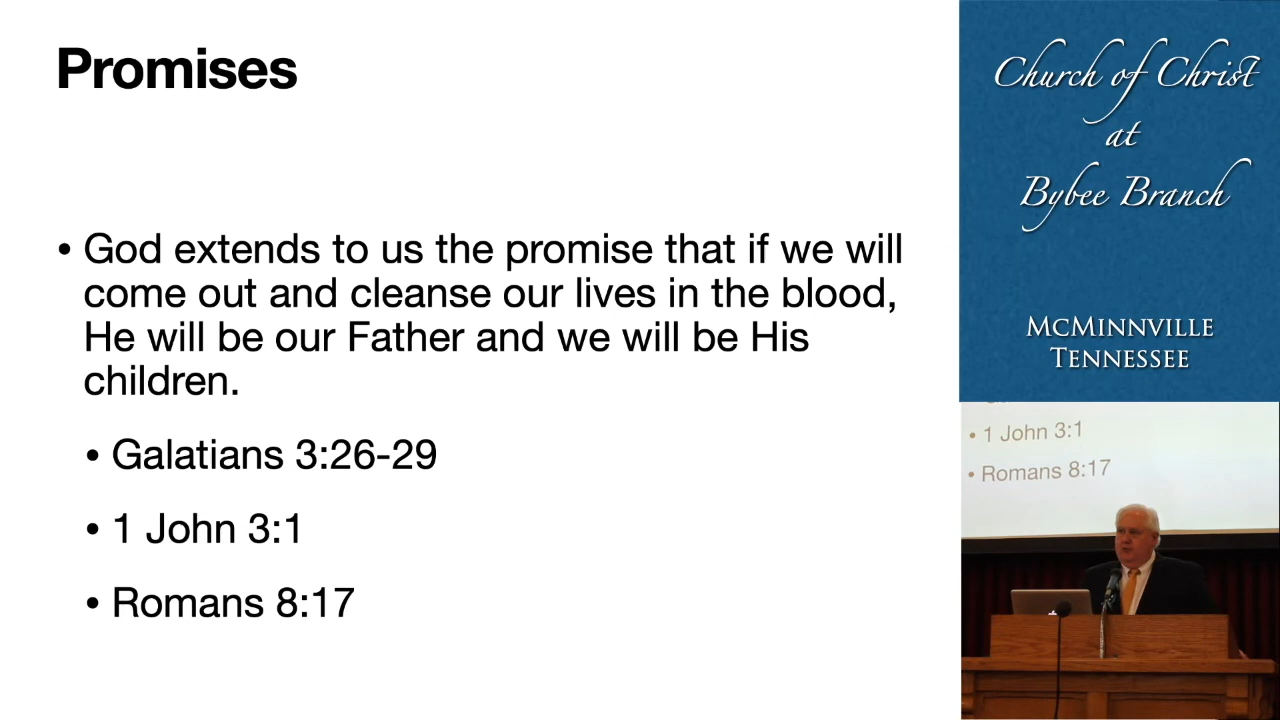 Promises
• God extends to us the promise that if we will
come out and cleanse our lives in the blood,
He will be our Father and we will be His
children.
• Galatians 3:26-29
• 1 John 3:1
• Romans 8:17
Church of Christ
at
Bybee Branch
McMinnville
Tennessee
• 1 John 3:1
• Romans 8:17